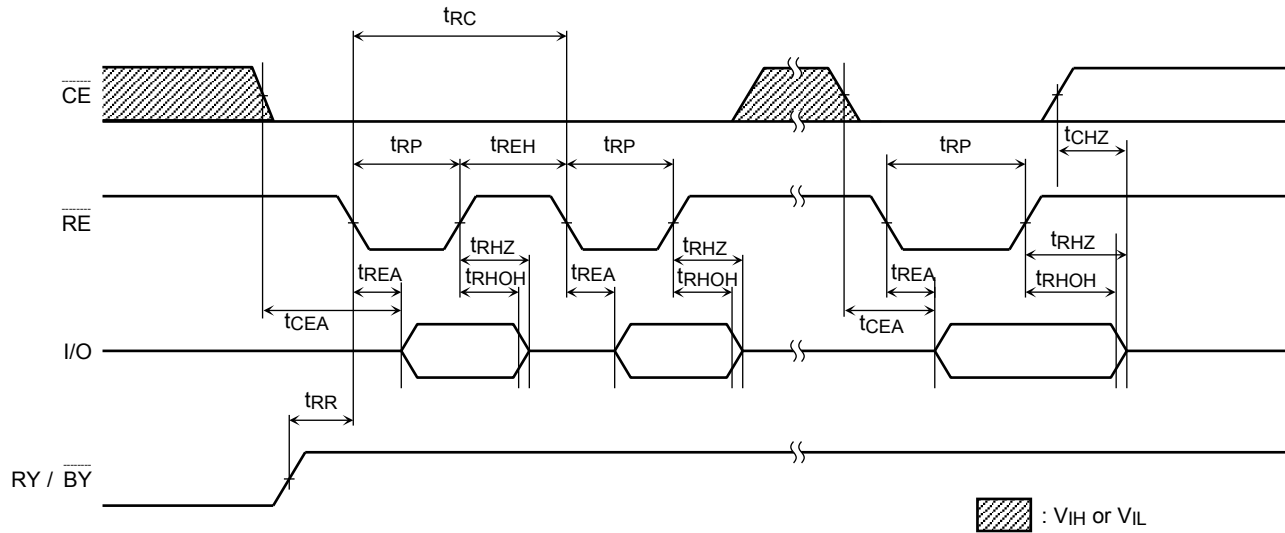 tRC
CE
tCHZ
tRP tREH tRP tRP
RE
tRHZ tRHZ tRHZ
tREA tREA tREA
tRHOH tRHOH tRHOH
tCEA tCEA
I/O
tRR
RY / BY
: VIH or VIL